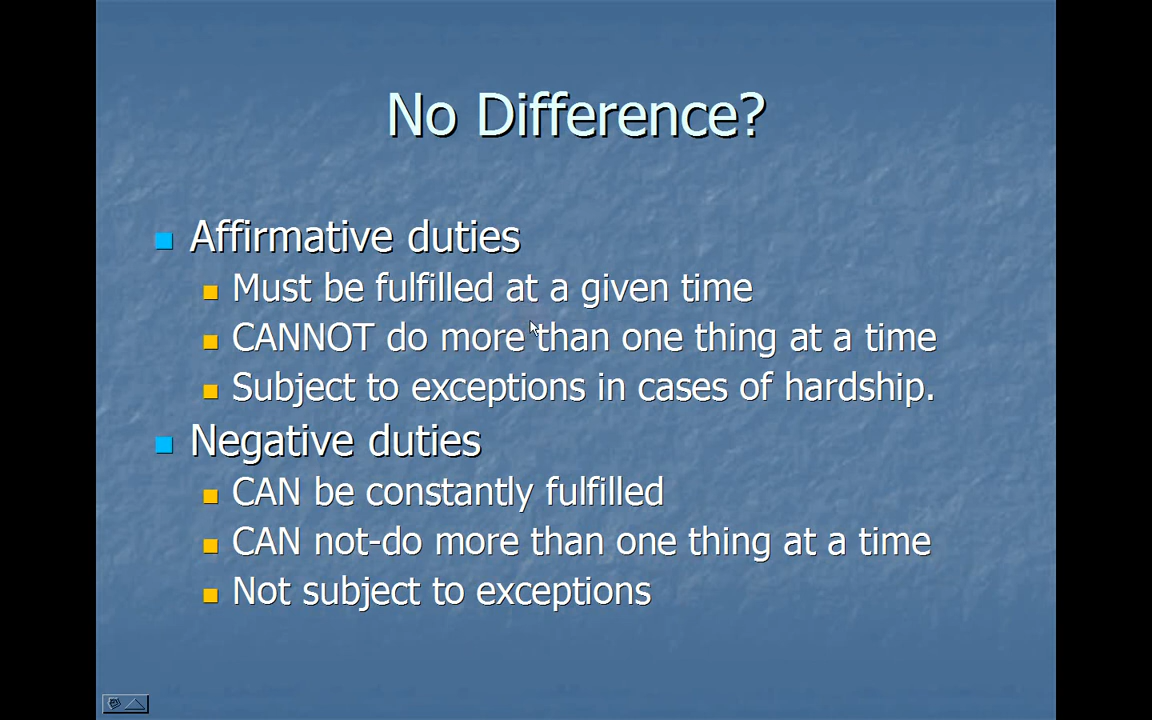 No Difference?
Affirmative duties
Must be fulfilled at a given time
CANNOT do more than one thing at a time
Subject to exceptions in cases of hardship.
Negative duties
CAN be constantly fulfilled
CAN not-do more than one thing at a time
Not subject to exceptions